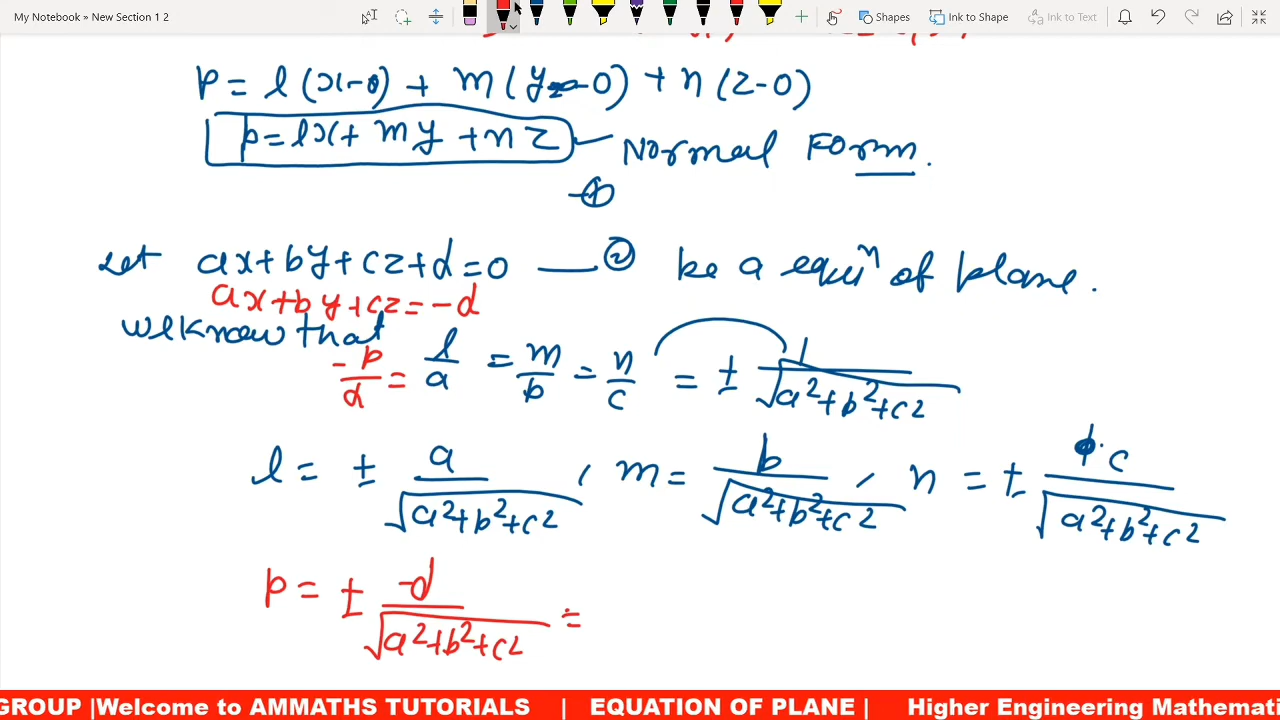 My Notebook » New Section 1 2
Shapes Ink to Shape Ink to Text
p = l(x-0) + m(y-0) + n(z-0)
p = lx + my + nz — Normal Form.
①
Let ax+by+cz+d=0 — ② be a equⁿ of plane.
ax+by+cz = -d
we know that
-p/d = l/a = m/b = n/c = ± 1/√(a²+b²+c²)
l = ± a/√(a²+b²+c²) , m = b/√(a²+b²+c²) , n = ± c/√(a²+b²+c²)
p = ± -d/√(a²+b²+c²) =
GROUP |Welcome to AMMATHS TUTORIALS | EQUATION OF PLANE | Higher Engineering Mathemati